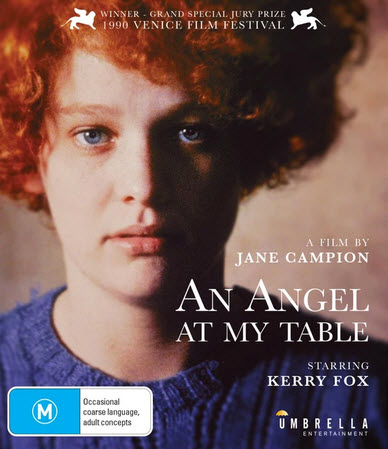 WINNER - GRAND SPECIAL JURY PRIZE
1990 VENICE FILM FESTIVAL
A FILM BY
JANE CAMPION
AN ANGEL
AT MY TABLE
STARRING
KERRY FOX
M
Occasional
coarse language,
adult concepts
UMBRELLA
ENTERTAINMENT